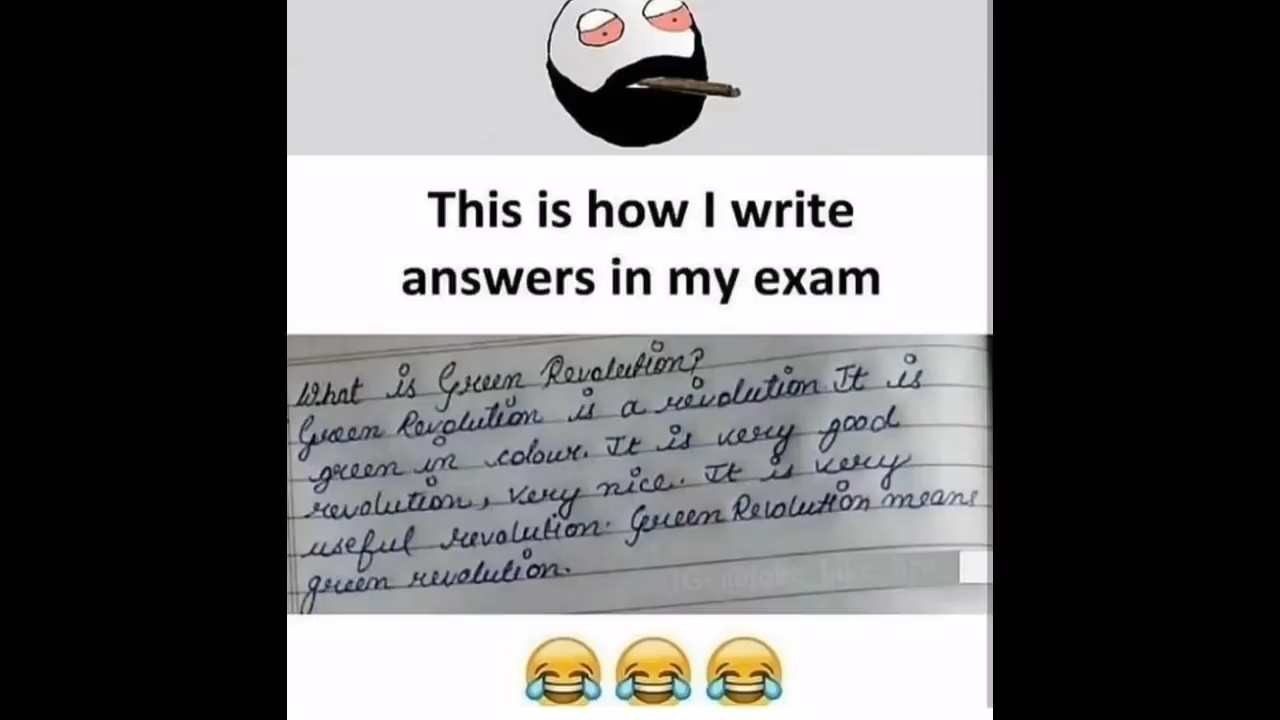 This is how I write
answers in my exam
What is Green Revolution?
Green Revolution is a revolution It is
green in colour. It is very good
revolution, very nice. It is very
useful revolution. Green Revolution means
green revolution.